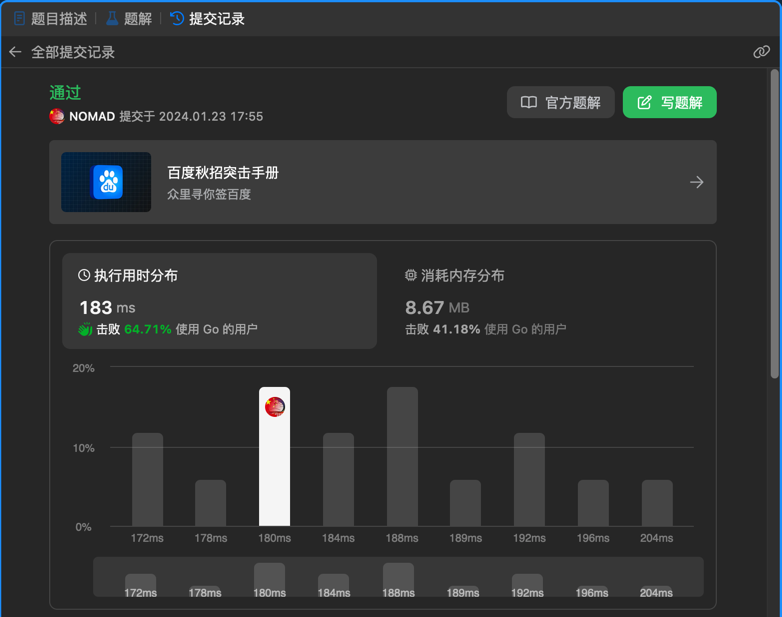 题目描述 题解 提交记录
全部提交记录
通过
NOMAD 提交于 2024.01.23 17:55
官方题解 写题解
du
百度秋招突击手册
众里寻你签百度
执行用时分布
183 ms
击败 64.71% 使用 Go 的用户
消耗内存分布
8.67 MB
击败 41.18% 使用 Go 的用户
20%
10%
0%
172ms 178ms 180ms 184ms 188ms 189ms 192ms 196ms 204ms
172ms 178ms 180ms 184ms 188ms 189ms 192ms 196ms 204ms